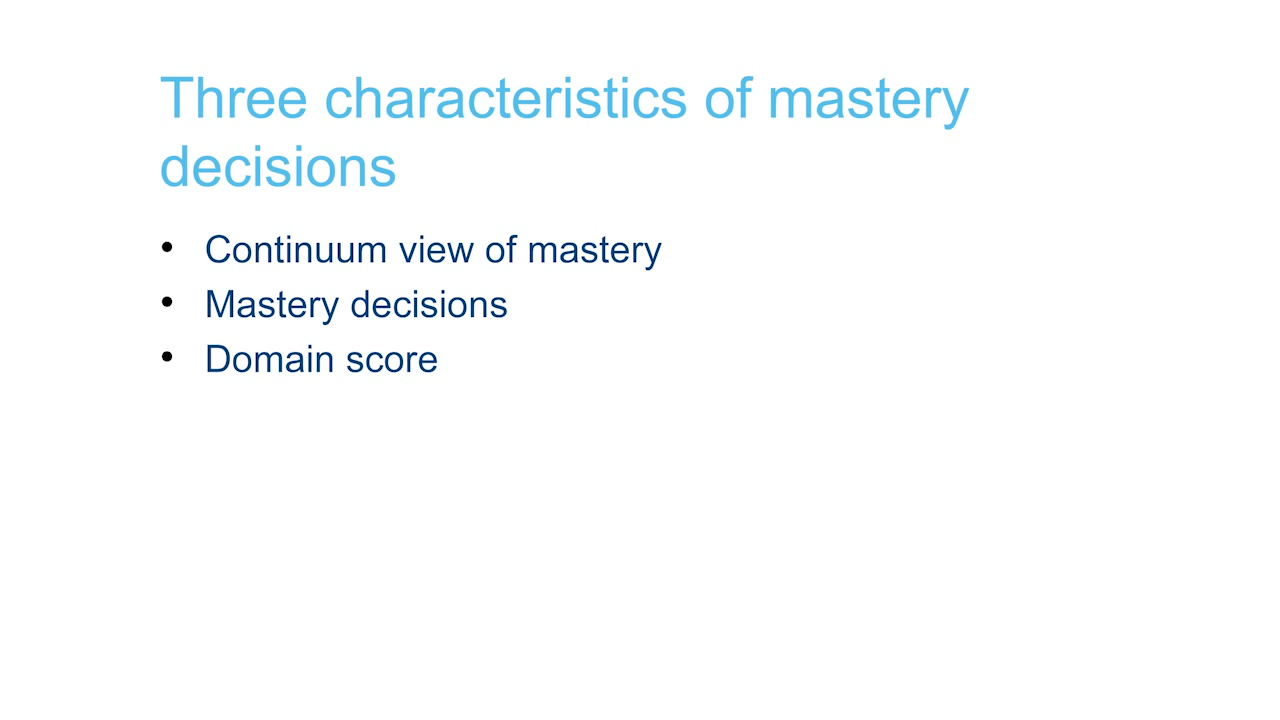 Three characteristics of mastery
decisions
• Continuum view of mastery
• Mastery decisions
• Domain score